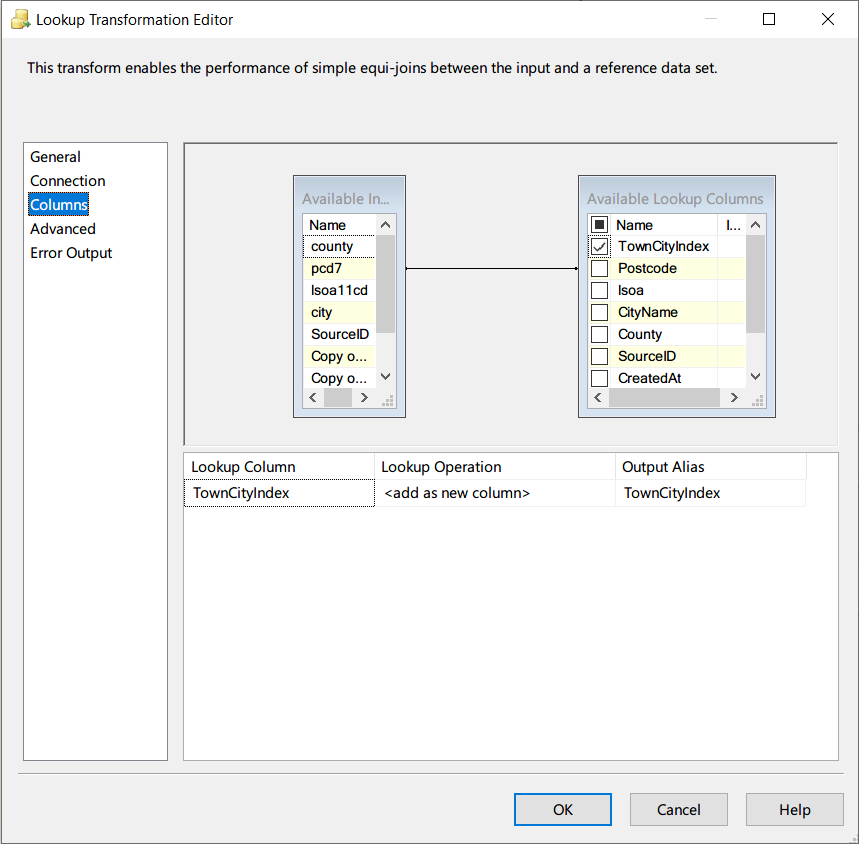 Lookup Transformation Editor
This transform enables the performance of simple equi-joins between the input and a reference data set.
General
Connection
Columns
Advanced
Error Output
Available In...
Name
county
pcd7
lsoa11cd
city
SourceID
Copy o...
Copy o...
Available Lookup Columns
Name I...
TownCityIndex
Postcode
lsoa
CityName
County
SourceID
CreatedAt
Lookup Column Lookup Operation Output Alias
TownCityIndex <add as new column> TownCityIndex
OK Cancel Help